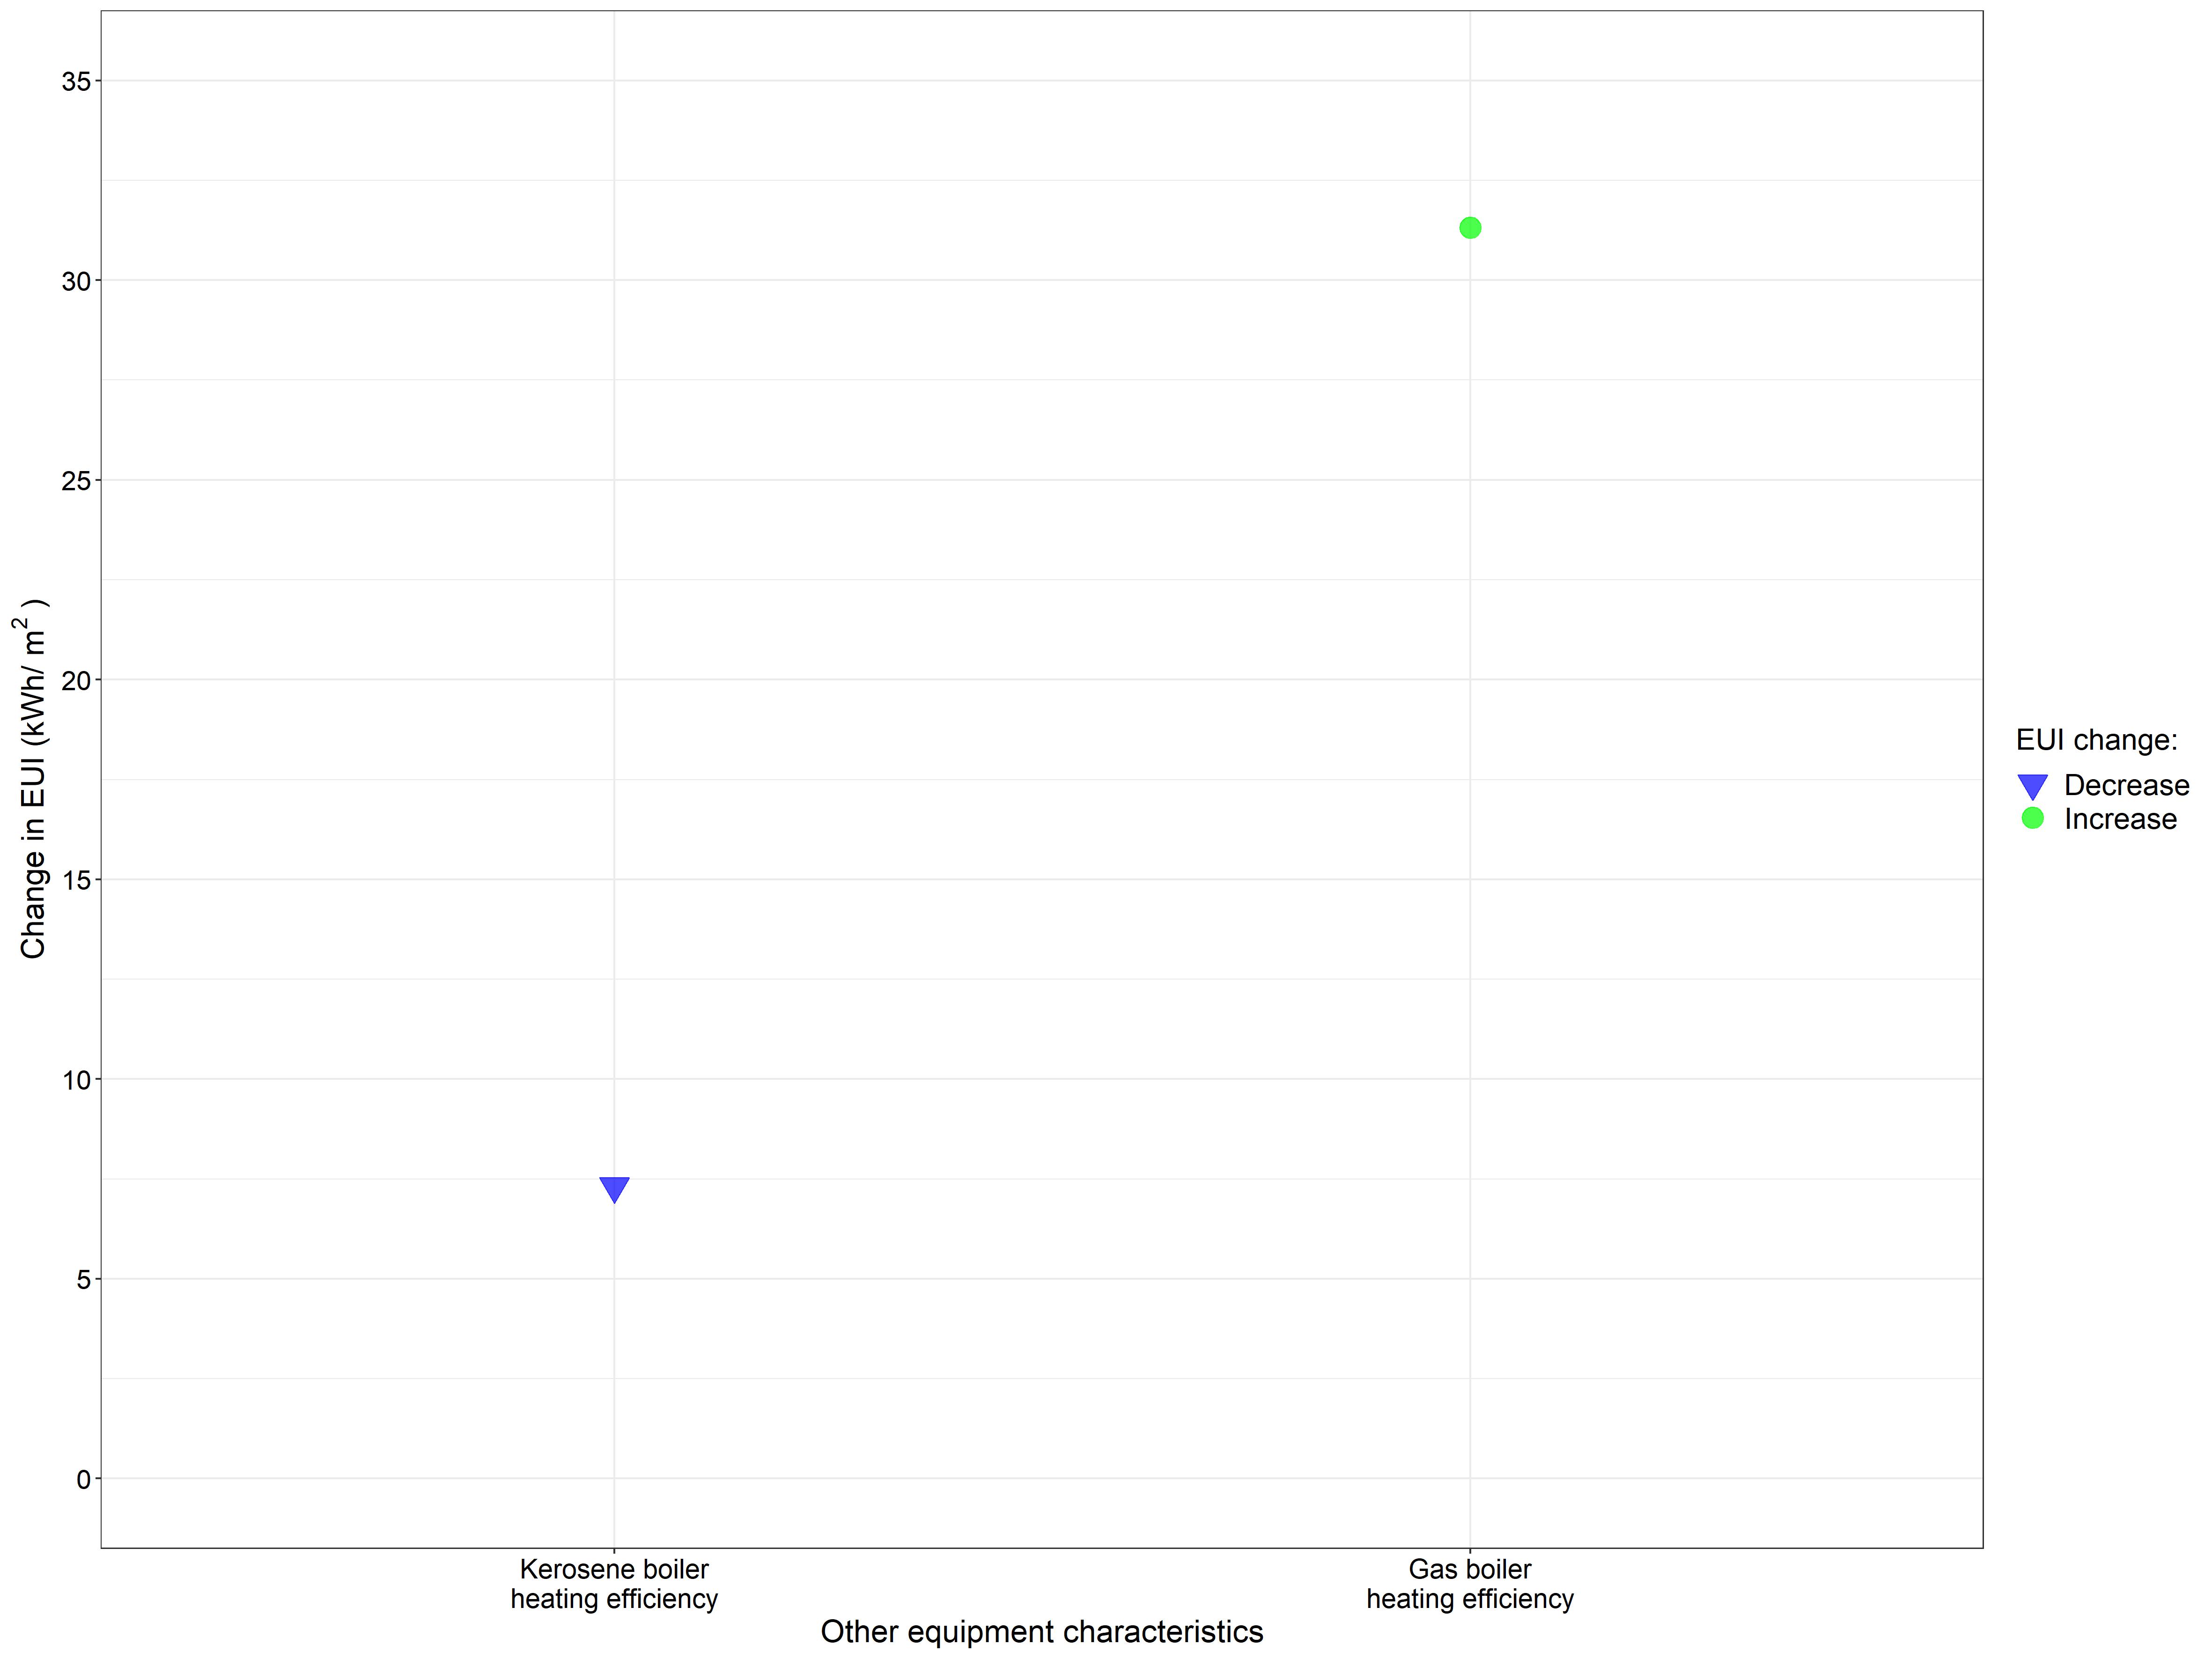 35
30
25
20
15
10
5
0
Change in EUI (kWh/ m² )
Kerosene boiler
heating efficiency
Gas boiler
heating efficiency
Other equipment characteristics
EUI change:
Decrease
Increase